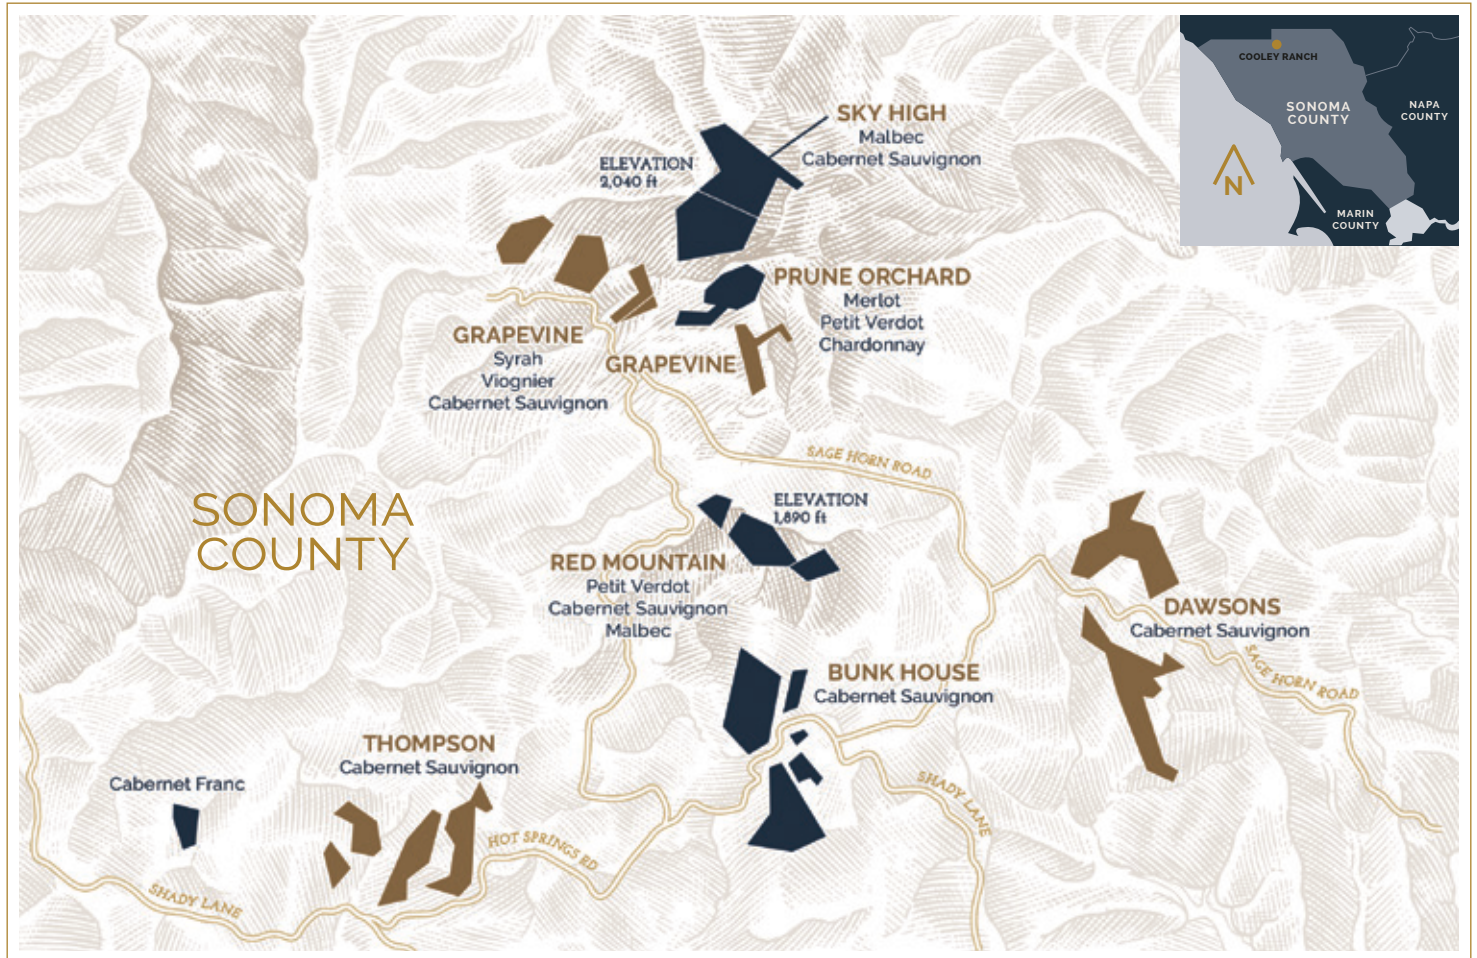 COOLEY RANCH
SONOMA
COUNTY
NAPA
COUNTY
N
MARIN
COUNTY
SKY HIGH
Malbec
Cabernet Sauvignon
ELEVATION
2,040 ft
PRUNE ORCHARD
Merlot
Petit Verdot
Chardonnay
GRAPEVINE
Syrah
Viognier
Cabernet Sauvignon
GRAPEVINE
SAGE HORN ROAD
SONOMA
COUNTY
ELEVATION
1,890 ft
RED MOUNTAIN
Petit Verdot
Cabernet Sauvignon
Malbec
DAWSONS
Cabernet Sauvignon
SAGE HORN ROAD
BUNK HOUSE
Cabernet Sauvignon
THOMPSON
Cabernet Sauvignon
Cabernet Franc
SHADY LANE
HOT SPRINGS RD
SHADY LANE